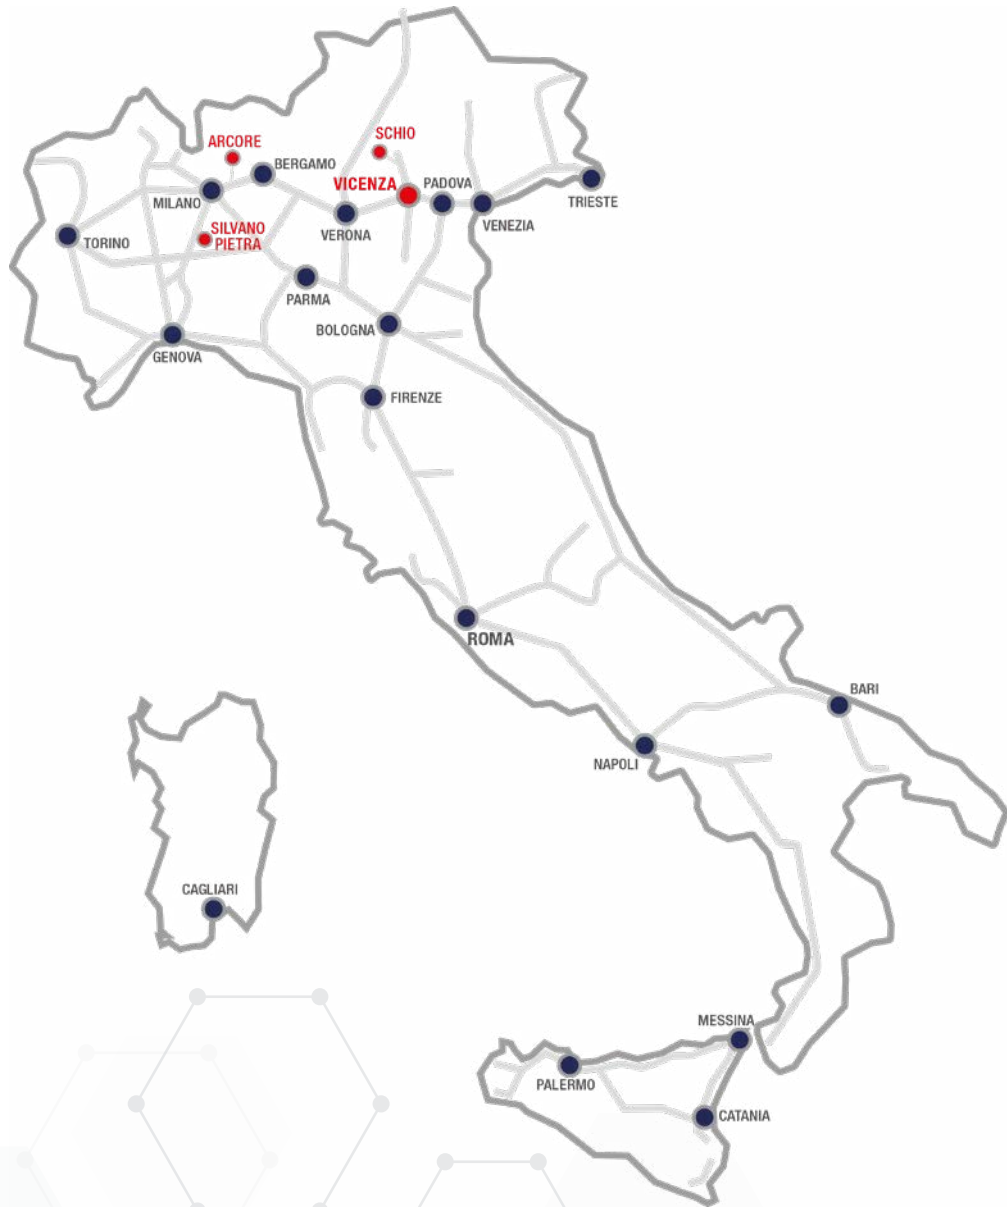 ARCORE
SCHIO
BERGAMO
VICENZA
PADOVA
MILANO
TRIESTE
VENEZIA
VERONA
SILVANO
PIETRA
TORINO
PARMA
BOLOGNA
GENOVA
FIRENZE
ROMA
BARI
NAPOLI
CAGLIARI
MESSINA
PALERMO
CATANIA